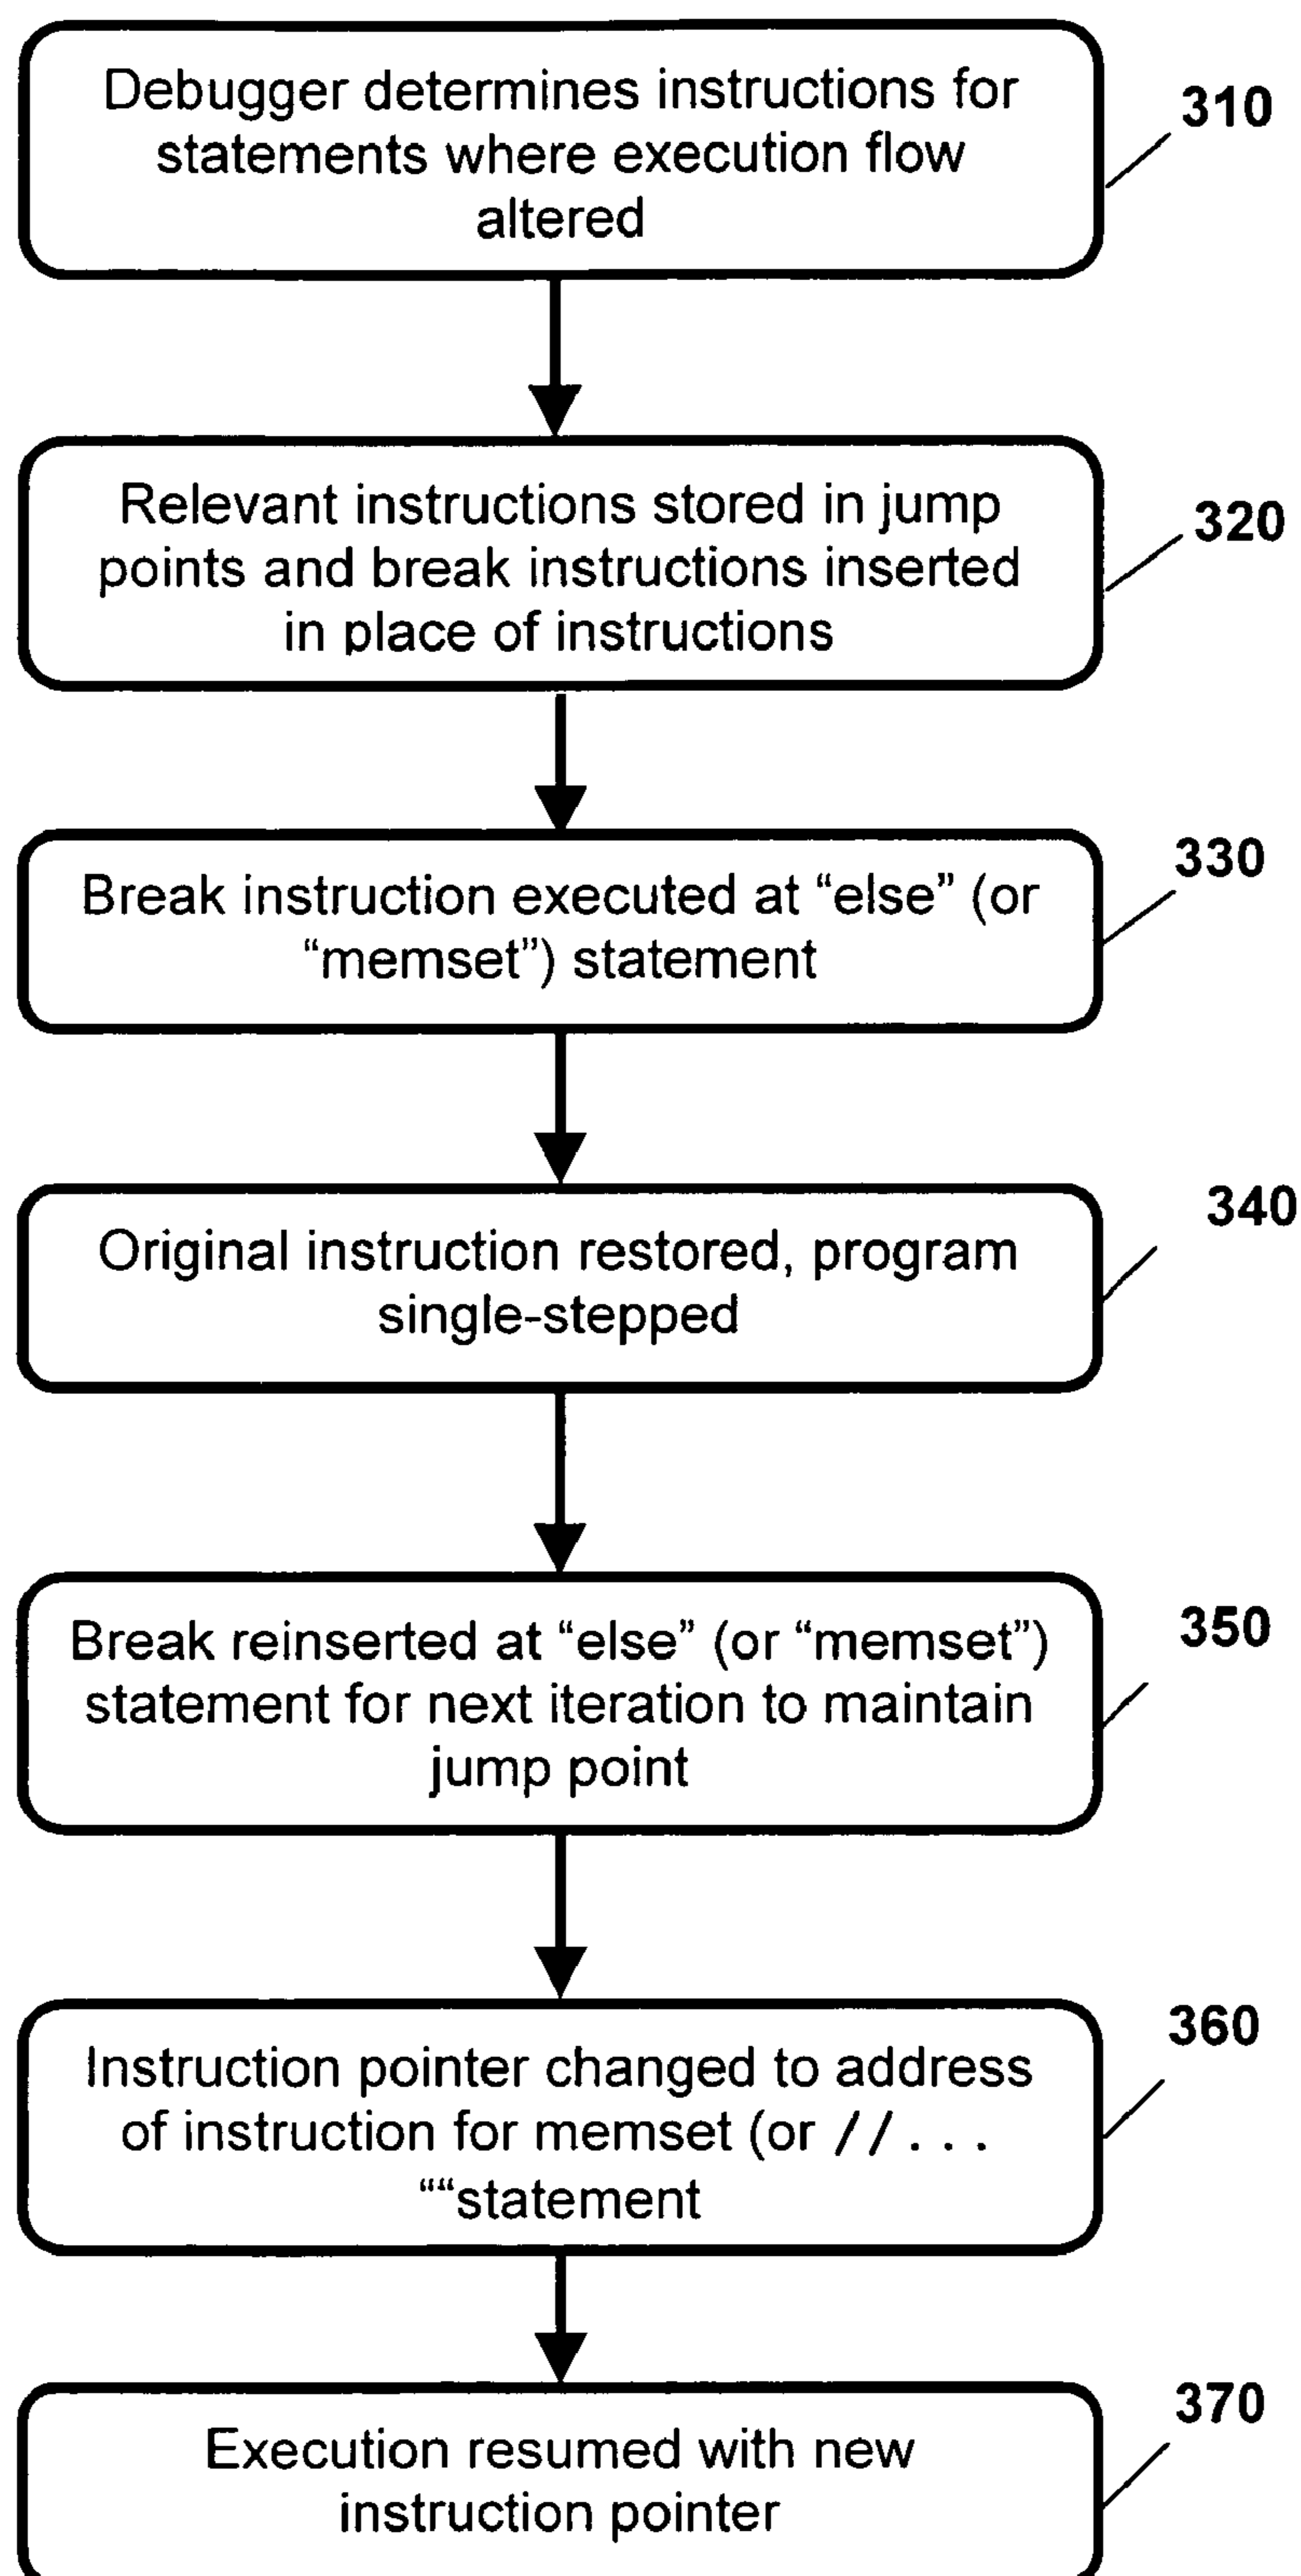 Debugger determines instructions for
statements where execution flow
altered
310
Relevant instructions stored in jump
points and break instructions inserted
in place of instructions
320
Break instruction executed at “else” (or
“memset”) statement
330
Original instruction restored, program
single-stepped
340
Break reinserted at “else” (or “memset”)
statement for next iteration to maintain
jump point
350
Instruction pointer changed to address
of instruction for memset (or // . . .
““statement
360
Execution resumed with new
instruction pointer
370